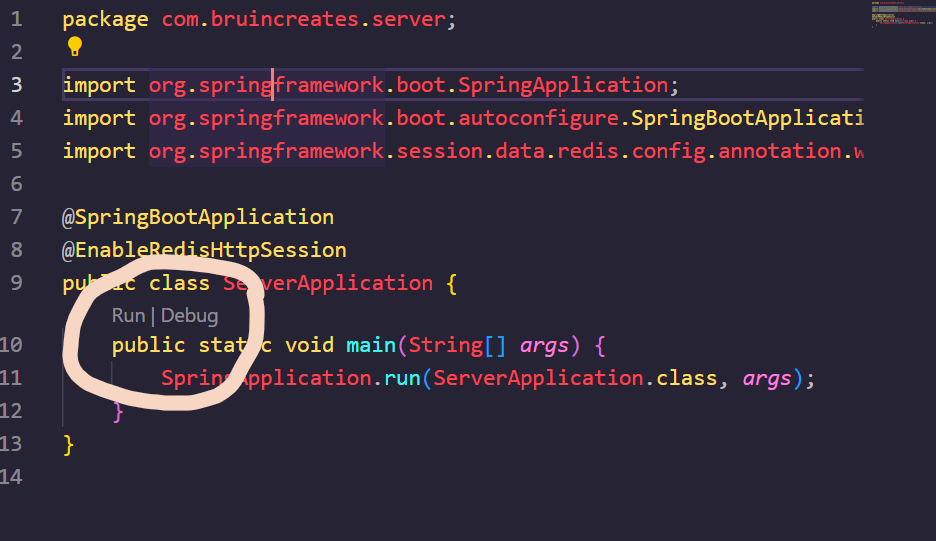 1 package com.bruincreates.server;
2
3 import org.springframework.boot.SpringApplication;
4 import org.springframework.boot.autoconfigure.SpringBootApplicati
5 import org.springframework.session.data.redis.config.annotation.w
6
7 @SpringBootApplication
8 @EnableRedisHttpSession
9 public class ServerApplication {
Run | Debug
10 public static void main(String[] args) {
11 SpringApplication.run(ServerApplication.class, args);
12 }
13 }
14